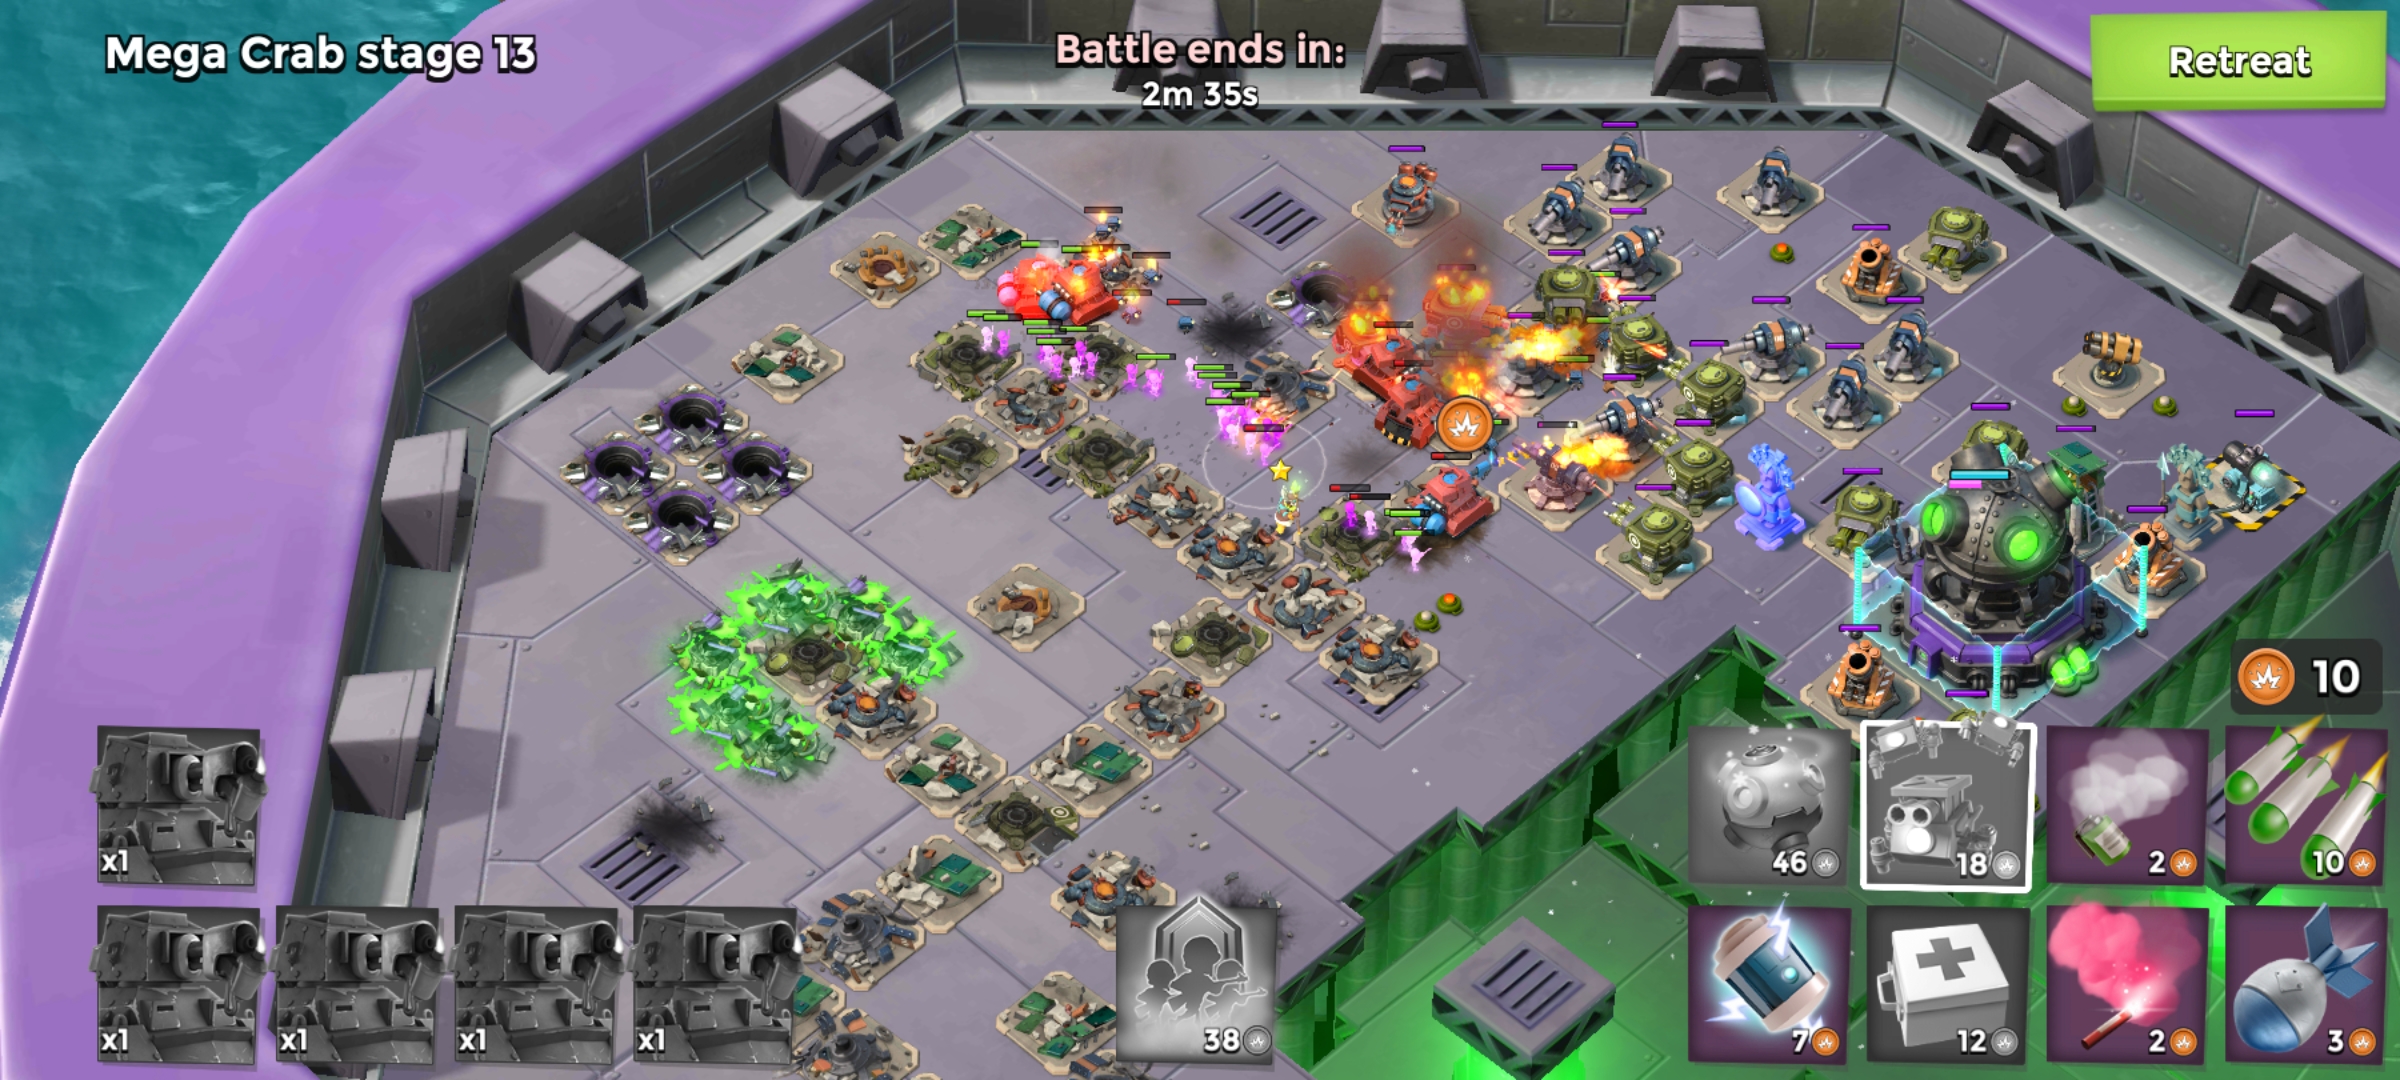 Mega Crab stage 13
Battle ends in:
2m 35s
Retreat
10
x1
46
18
2
10
x1
x1
x1
x1
38
7
12
2
3